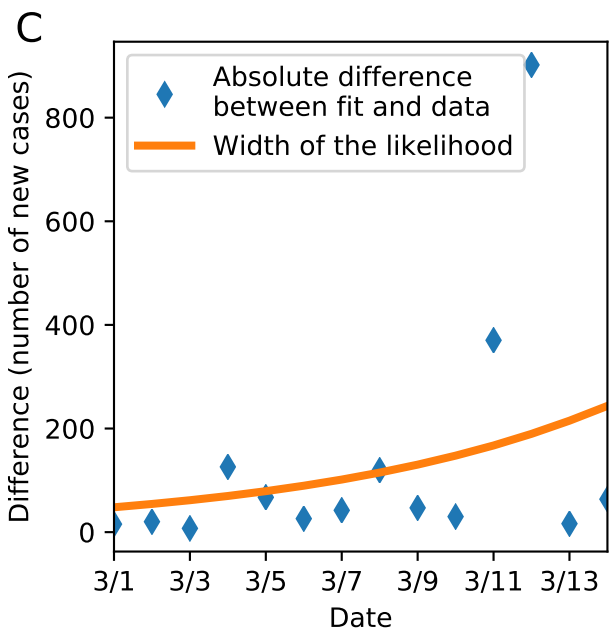 C
Absolute difference
between fit and data
Width of the likelihood
Difference (number of new cases)
800
600
400
200
0
3/1 3/3 3/5 3/7 3/9 3/11 3/13
Date